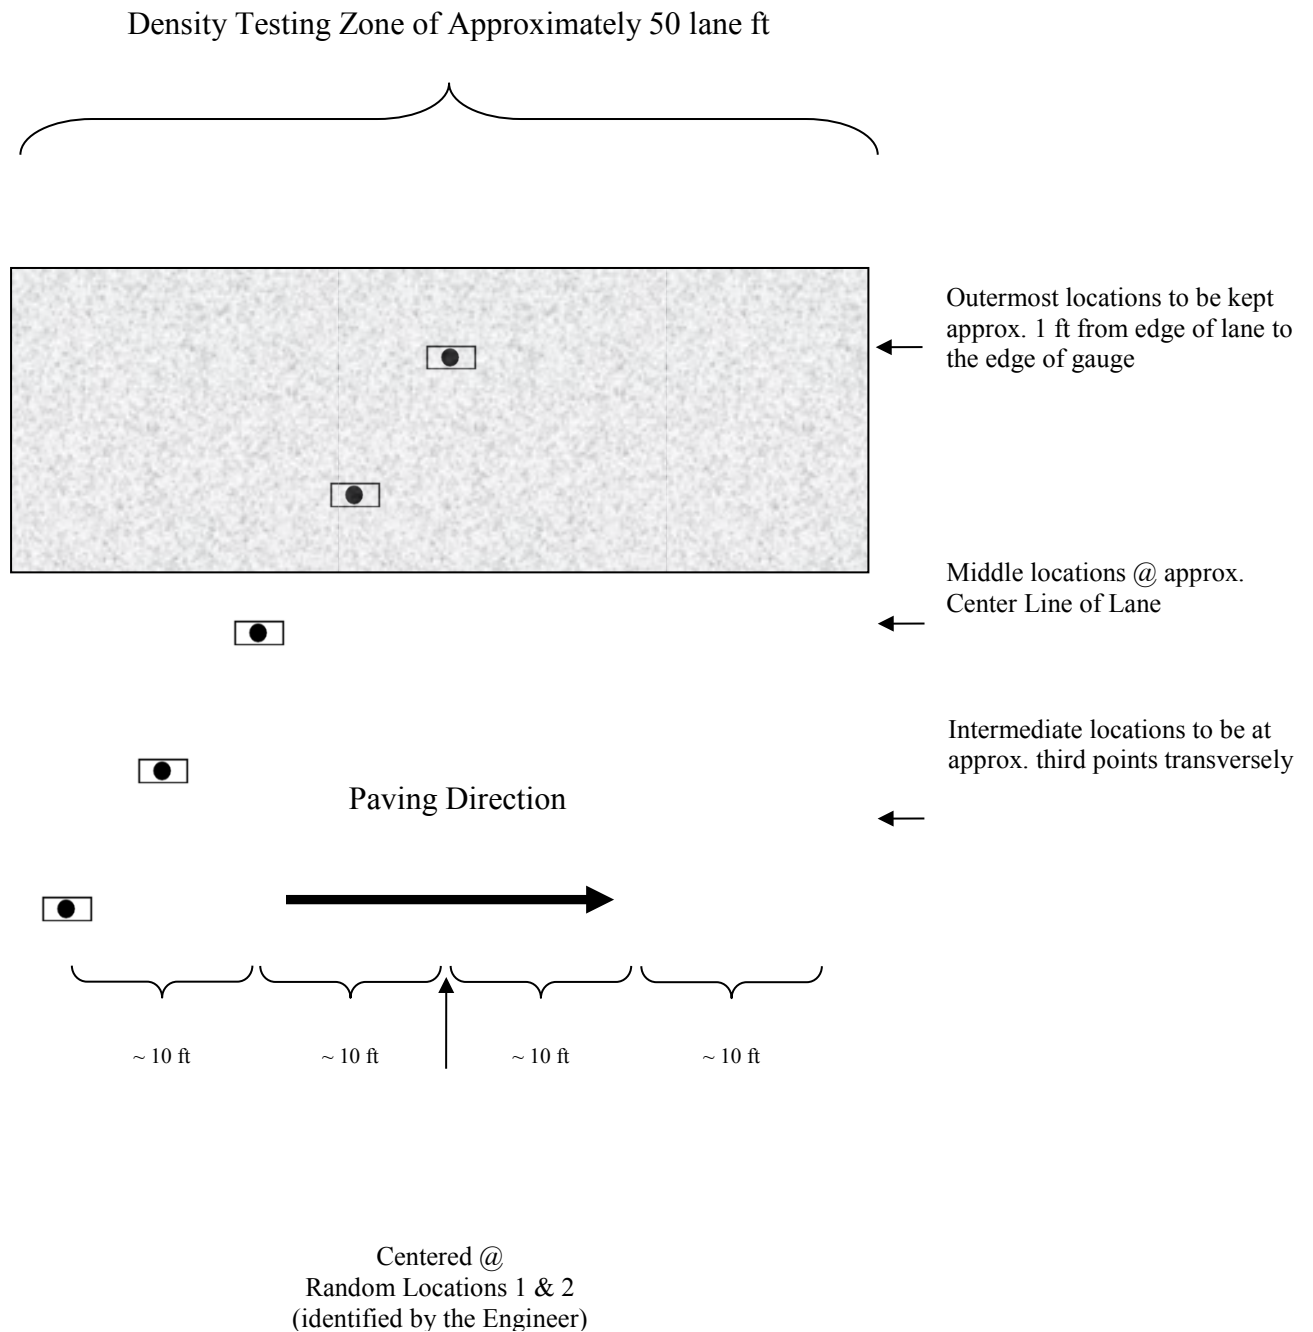 Density Testing Zone of Approximately 50 lane ft
Outermost locations to be kept
approx. 1 ft from edge of lane to
the edge of gauge
Middle locations @ approx.
Center Line of Lane
Intermediate locations to be at
approx. third points transversely
Paving Direction
~ 10 ft ~ 10 ft ~ 10 ft ~ 10 ft
Centered @
Random Locations 1 & 2
(identified by the Engineer)